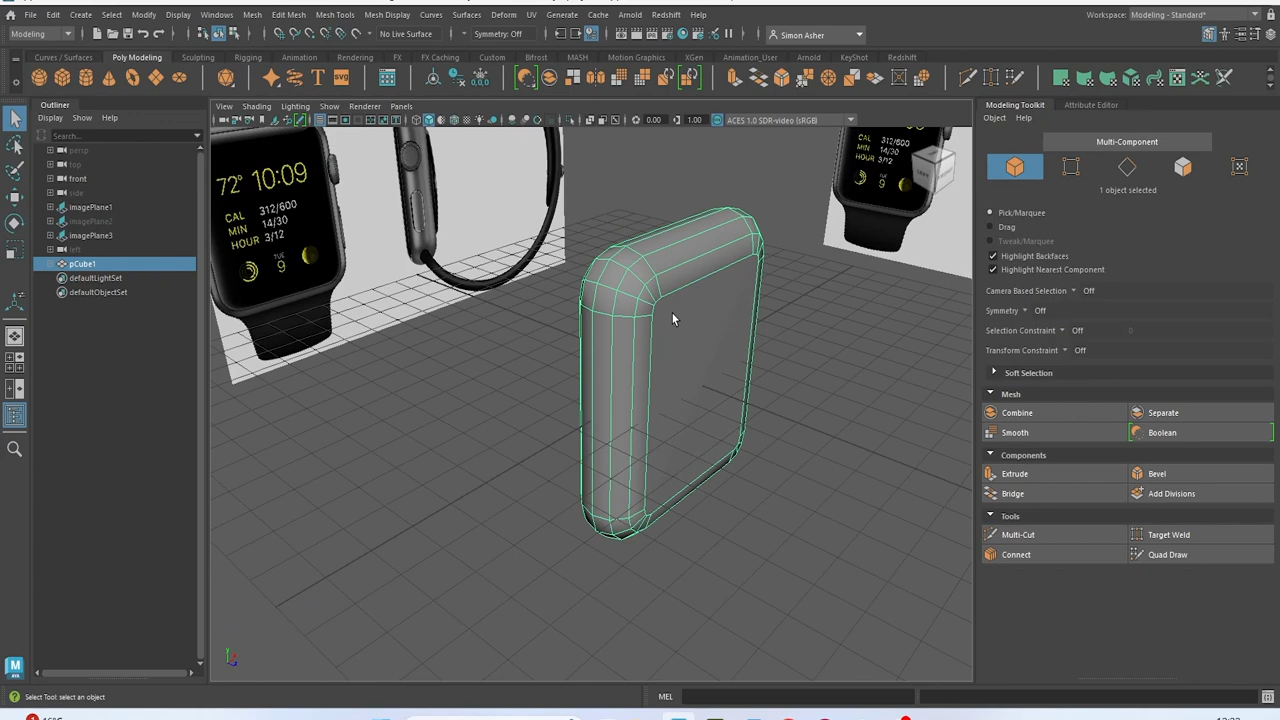 File Edit Create Select Modify Display Windows Mesh Edit Mesh Mesh Tools Mesh Display Curves Surfaces Deform UV Generate Cache Arnold Redshift Help
Workspace: Modeling - Standard*
Modeling
No Live Surface
Symmetry: Off
Simon Asher
Curves / Surfaces Poly Modeling Sculpting Rigging Animation Rendering FX FX Caching Custom Bifrost MASH Motion Graphics XGen Animation_User Arnold KeyShot Redshift
SVG
Outliner
Display Show Help
Search...
persp
top
front
side
imagePlane1
imagePlane2
imagePlane3
left
pCube1
defaultLightSet
defaultObjectSet
View Shading Lighting Show Renderer Panels
0.00
1.00
ACES 1.0 SDR-video (sRGB)
72° 10:09
CAL 312/600
MIN 14/30
HOUR 3/12
TUE
9
CAL 312/600
MIN 14/30
HOUR 3/12
TUE
9
Modeling Toolkit Attribute Editor
Object Help
Multi-Component
1 object selected
Pick/Marquee
Drag
Tweak/Marquee
Highlight Backfaces
Highlight Nearest Component
Camera Based Selection Off
Symmetry Off
Selection Constraint Off 0
Transform Constraint Off
Soft Selection
Mesh
Combine Separate
Smooth Boolean
Components
Extrude Bevel
Bridge Add Divisions
Tools
Multi-Cut Target Weld
Connect Quad Draw
Select Tool: select an object
MEL